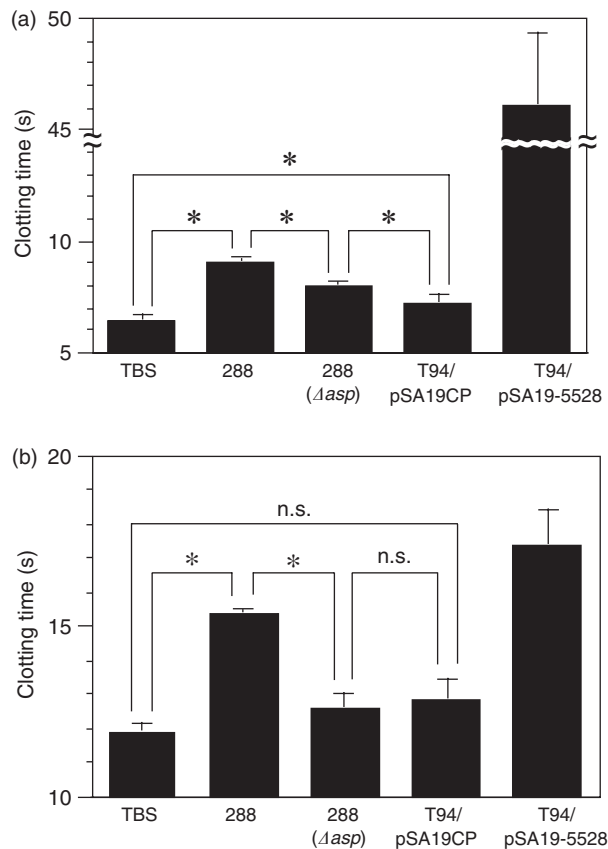 (a)
50
45
10
5
Clotting time (s)
*
* * *
TBS 288 288 T94/ T94/
(Δasp) pSA19CP pSA19-5528
(b)
20
15
10
Clotting time (s)
n.s.
* * n.s.
TBS 288 288 T94/ T94/
(Δasp) pSA19CP pSA19-5528